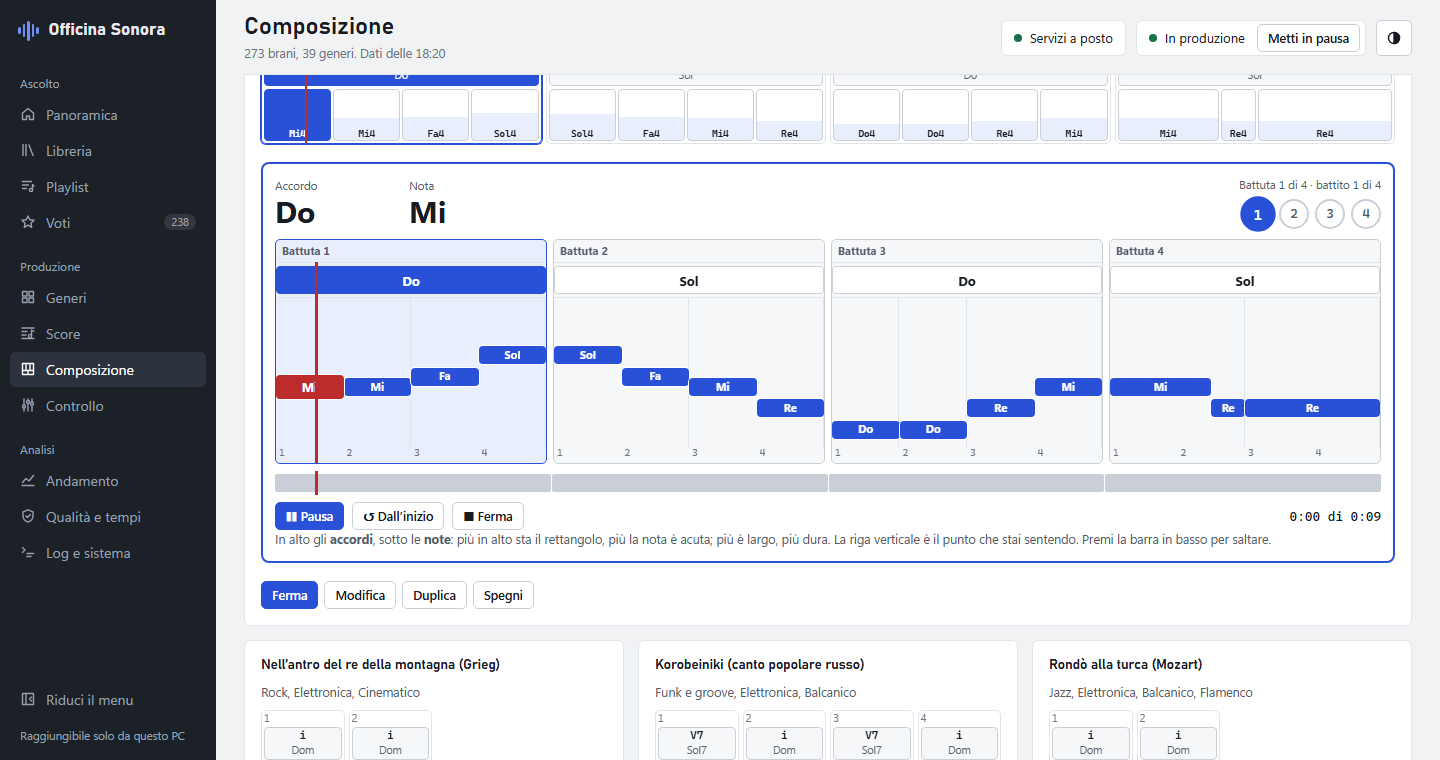 Officina Sonora
Ascolto
Panoramica
Libreria
Playlist
Voti 238
Produzione
Generi
Score
Composizione
Controllo
Analisi
Andamento
Qualità e tempi
Log e sistema
Riduci il menu
Raggiungibile solo da questo PC
Composizione
273 brani, 39 generi. Dati delle 18:20
Servizi a posto
In produzione Metti in pausa
Do Sol Do Sol
Mi4 Mi4 Fa4 Sol4 Sol4 Fa4 Mi4 Re4 Do4 Do4 Re4 Mi4 Mi4 Re4 Re4
Accordo Nota Battuta 1 di 4 · battito 1 di 4
Do Mi 1 2 3 4
Battuta 1 Battuta 2 Battuta 3 Battuta 4
Do Sol Do Sol
Sol Sol
Fa Fa
Mi Mi Mi Mi Mi
Re Re Re Re
Do Do
1 2 3 4 1 2 3 4 1 2 3 4 1 2 3 4
Pausa Dall'inizio Ferma 0:00 di 0:09
In alto gli accordi, sotto le note: più in alto sta il rettangolo, più la nota è acuta; più è largo, più dura. La riga verticale è il punto che stai sentendo. Premi la barra in basso per saltare.
Ferma Modifica Duplica Spegni
Nell'antro del re della montagna (Grieg)
Rock, Elettronica, Cinematico
1 2
i i
Dom Dom
Korobeiniki (canto popolare russo)
Funk e groove, Elettronica, Balcanico
1 2 3 4
V7 i V7 i
Sol7 Dom Sol7 Dom
Rondò alla turca (Mozart)
Jazz, Elettronica, Balcanico, Flamenco
1 2
i i
Dom Dom